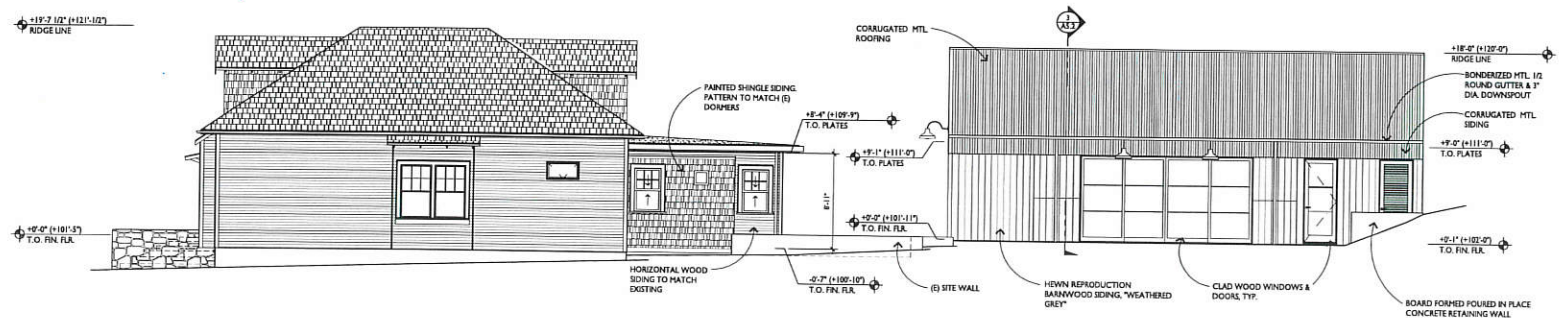 +19'-7 1/2" (+121'-1/2")
RIDGE LINE
+0'-0" (+101'-5")
T.O. FIN. FLR.
PAINTED SHINGLE SIDING.
PATTERN TO MATCH (E)
DORMERS
+8'-4" (+109'-9")
T.O. PLATES
8'-11"
HORIZONTAL WOOD
SIDING TO MATCH
EXISTING
-0'-7" (+100'-10")
T.O. FIN. FLR.
(E) SITE WALL
+9'-1" (+111'-0")
T.O. PLATES
+0'-0" (+101'-11")
T.O. FIN. FLR.
CORRUGATED MTL.
ROOFING
3
A5.2
+18'-0" (+120'-0")
RIDGE LINE
BONDERIZED MTL. 1/2
ROUND GUTTER & 3"
DIA. DOWNSPOUT
CORRUGATED MTL.
SIDING
+9'-0" (+111'-0")
T.O. PLATES
+0'-1" (+102'-0")
T.O. FIN. FLR.
HEWN REPRODUCTION
BARNWOOD SIDING, "WEATHERED
GREY"
CLAD WOOD WINDOWS &
DOORS, TYP.
BOARD FORMED POURED IN PLACE
CONCRETE RETAINING WALL